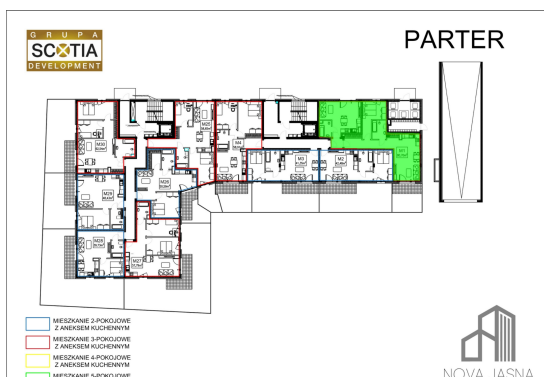 GRUPA
SCOTIA
DEVELOPMENT
PARTER
M30
M25
M4
M3
M2
M1
M29
M26
M28
M27
MIESZKANIE 2-POKOJOWE
Z ANEKSEM KUCHENNYM
MIESZKANIE 3-POKOJOWE
Z ANEKSEM KUCHENNYM
MIESZKANIE 4-POKOJOWE
Z ANEKSEM KUCHENNYM
MIESZKANIE 5-POKOJOWE
NOVA JASNA